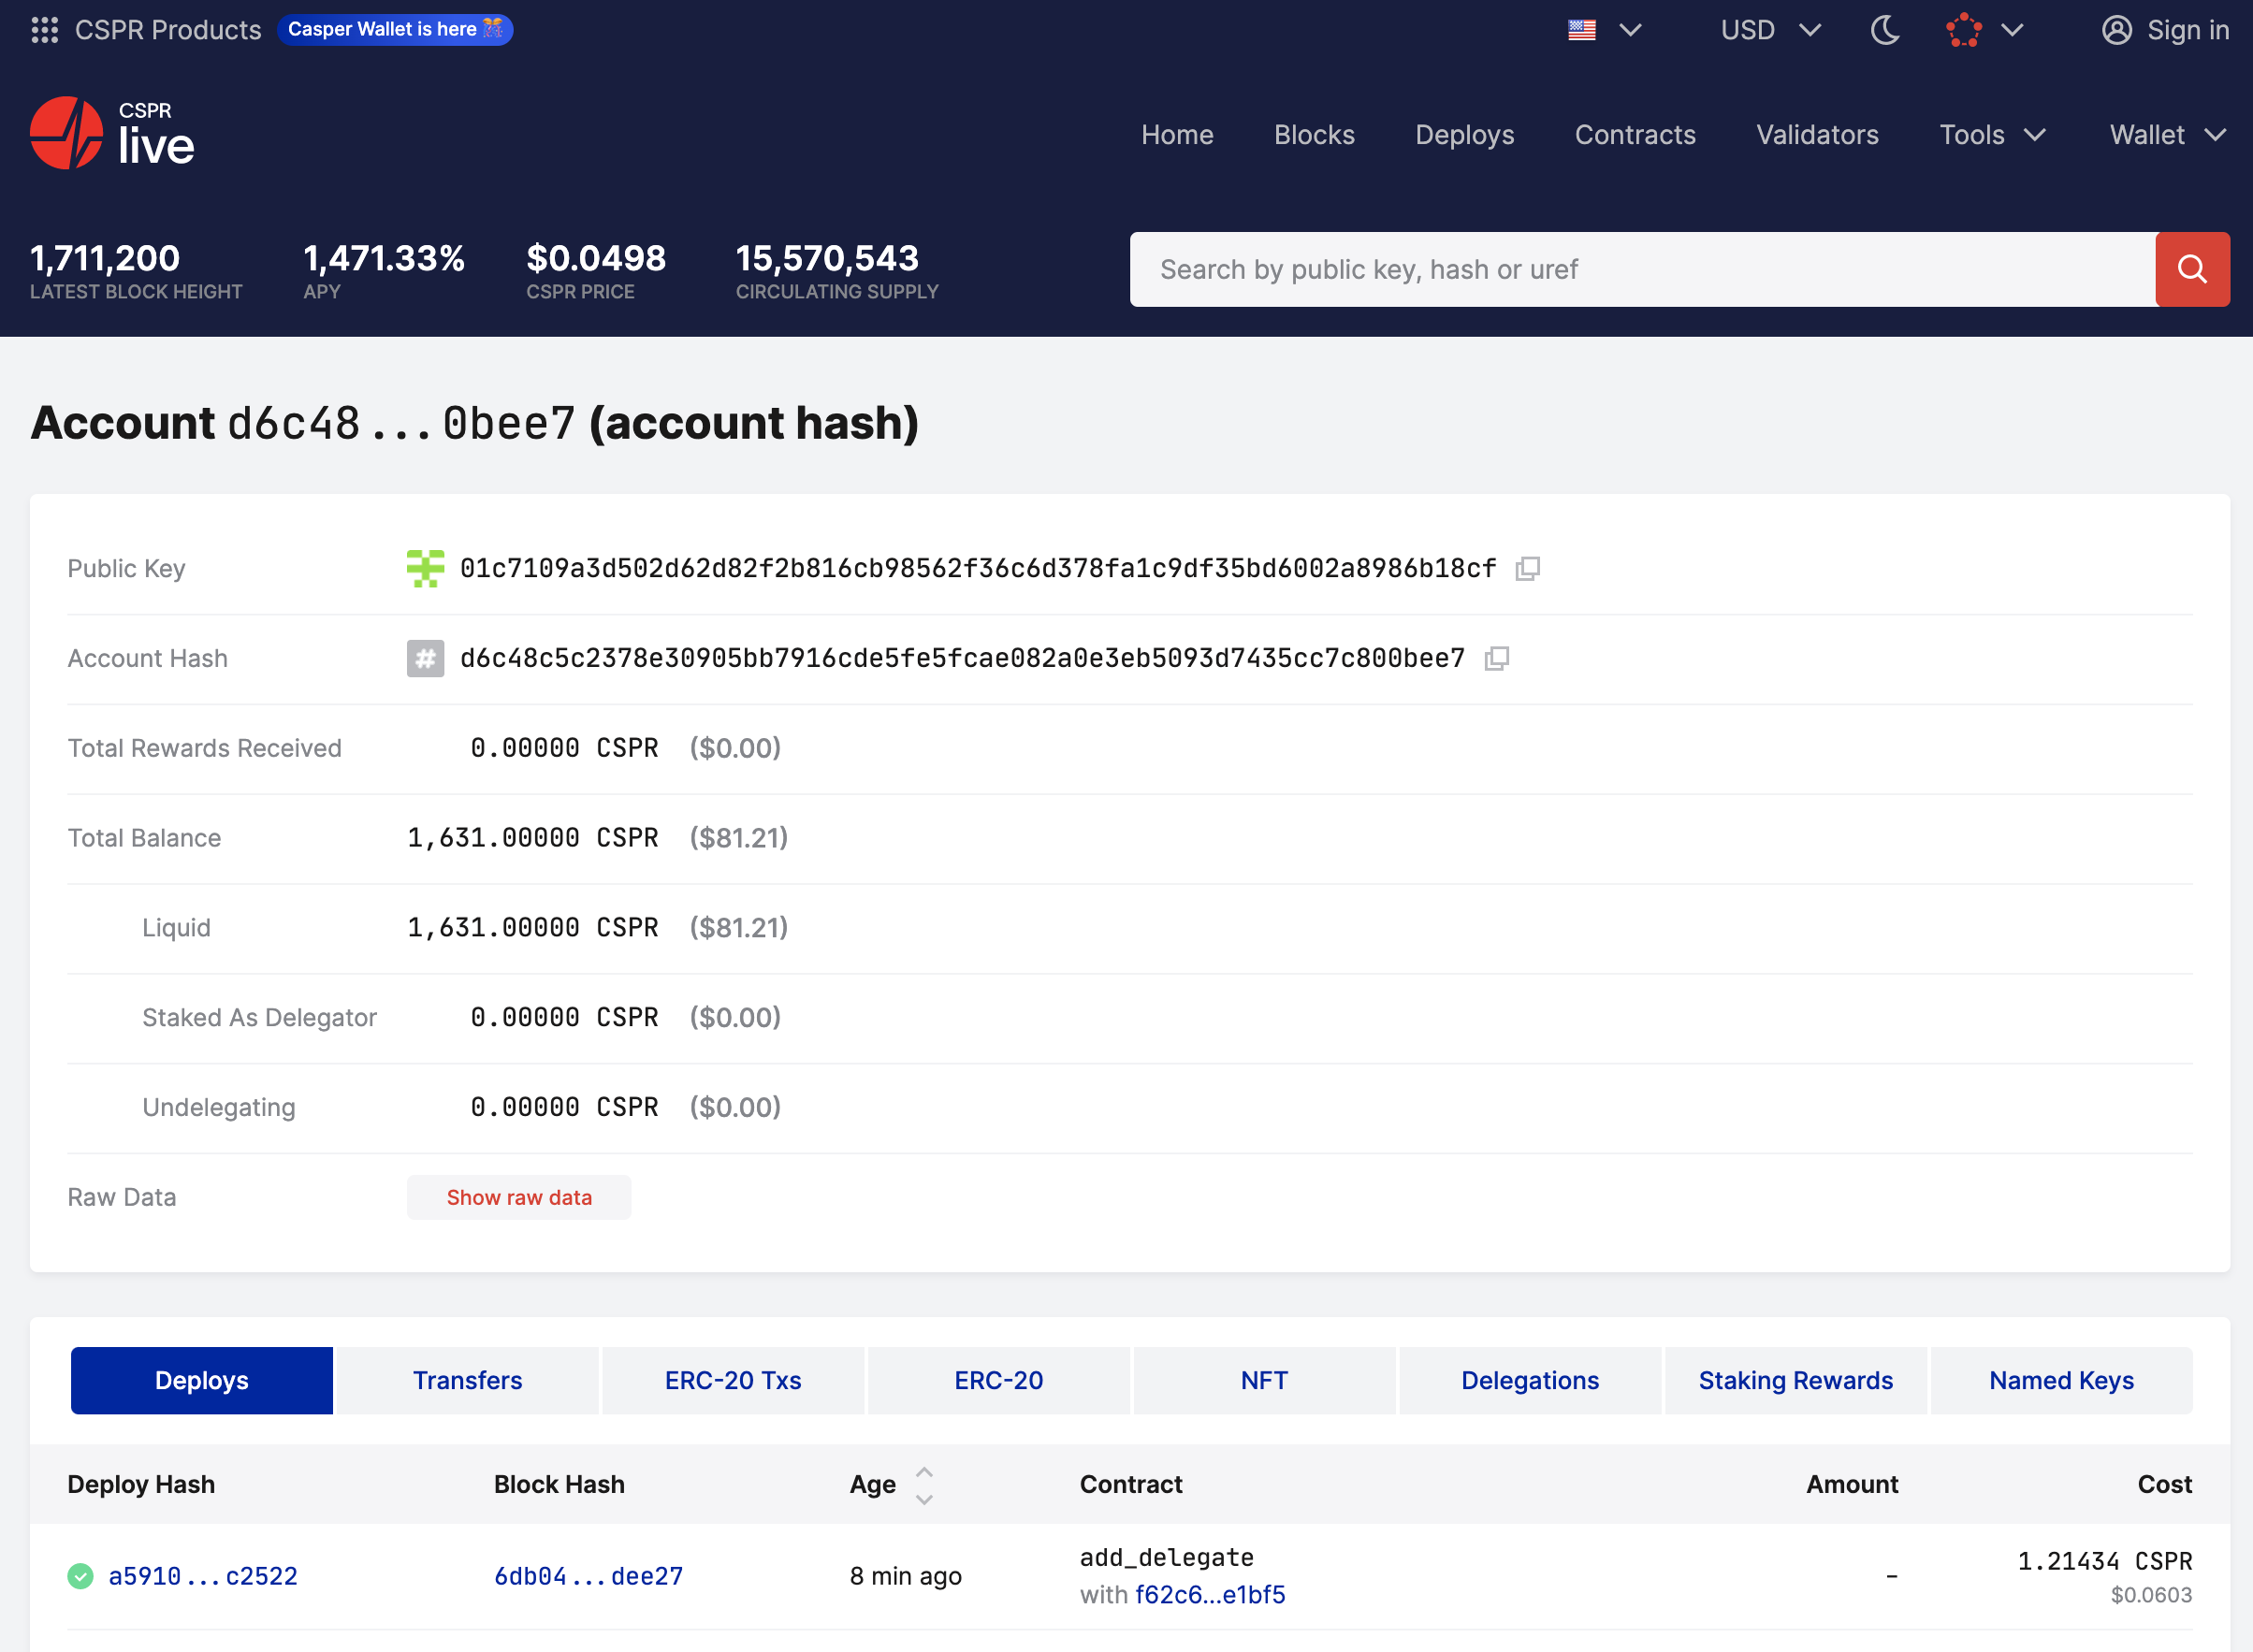 CSPR Products Casper Wallet is here USD Sign in
CSPR
live
Home Blocks Deploys Contracts Validators Tools Wallet
1,711,200 1,471.33% $0.0498 15,570,543
LATEST BLOCK HEIGHT APY CSPR PRICE CIRCULATING SUPPLY
Search by public key, hash or uref
Account d6c48...0bee7 (account hash)
Public Key 01c7109a3d502d62d82f2b816cb98562f36c6d378fa1c9df35bd6002a8986b18cf
Account Hash # d6c48c5c2378e30905bb7916cde5fe5fcae082a0e3eb5093d7435cc7c800bee7
Total Rewards Received 0.00000 CSPR ($0.00)
Total Balance 1,631.00000 CSPR ($81.21)
Liquid 1,631.00000 CSPR ($81.21)
Staked As Delegator 0.00000 CSPR ($0.00)
Undelegating 0.00000 CSPR ($0.00)
Raw Data Show raw data
Deploys Transfers ERC-20 Txs ERC-20 NFT Delegations Staking Rewards Named Keys
Deploy Hash Block Hash Age Contract Amount Cost
a5910...c2522 6db04...dee27 8 min ago add_delegate - 1.21434 CSPR
with f62c6...e1bf5 $0.0603